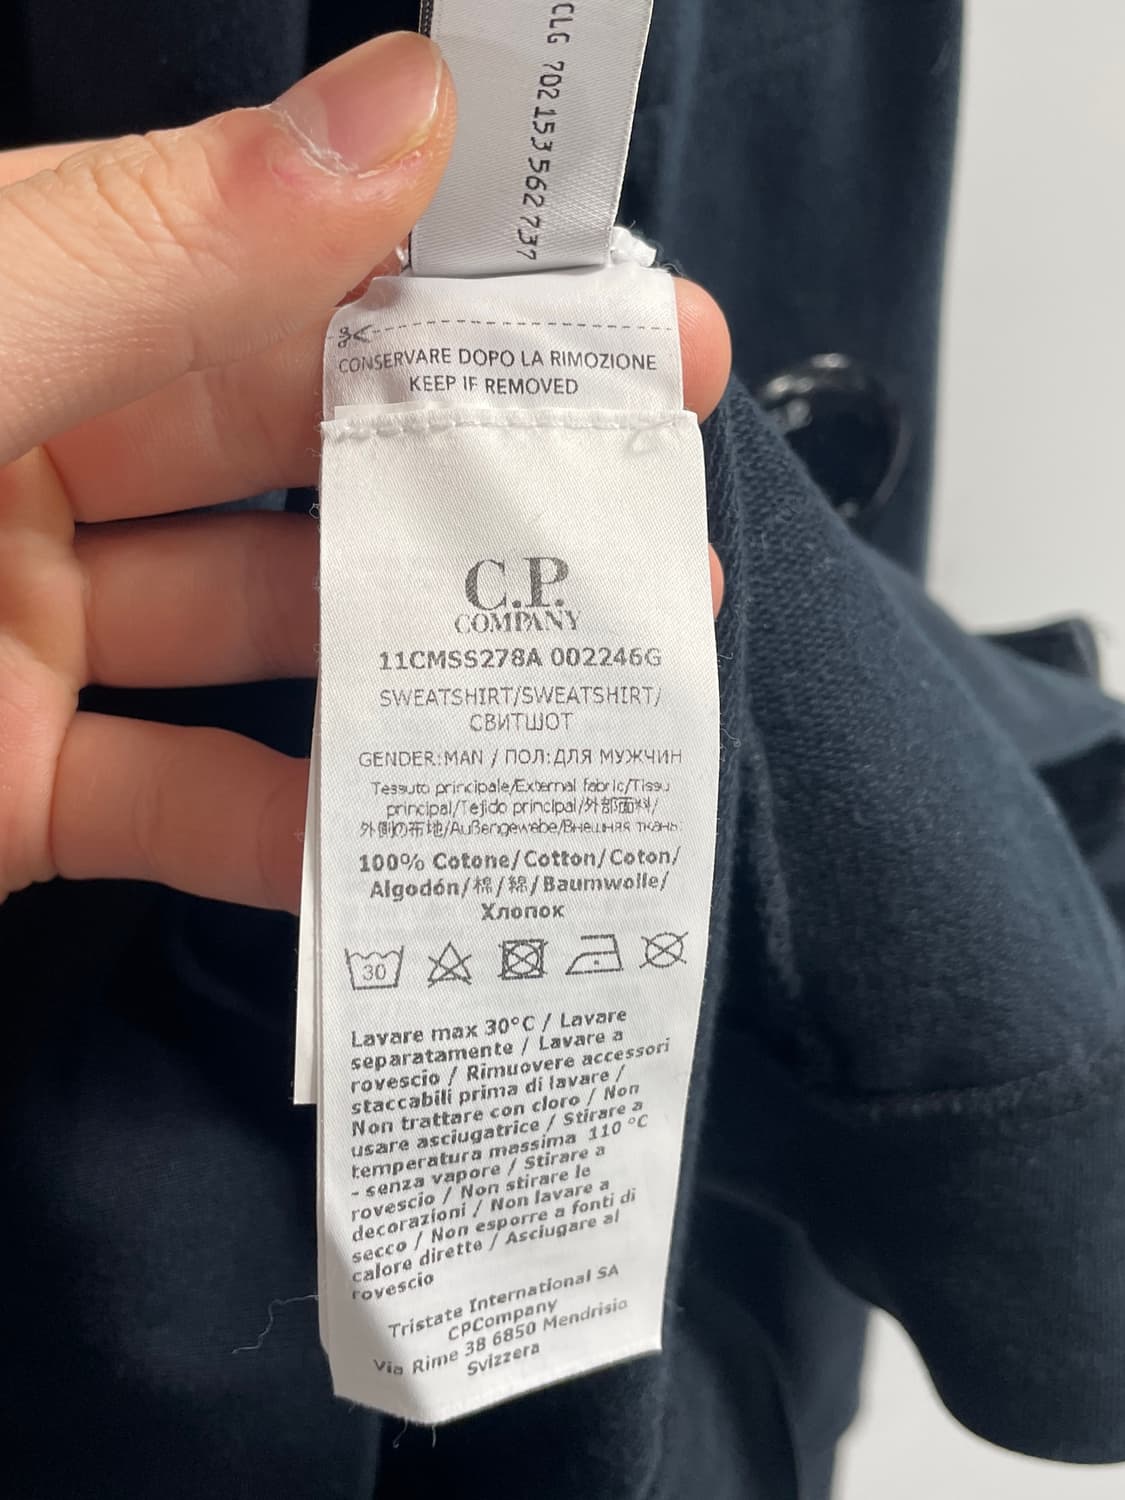 CLG 702 153 562 737
CONSERVARE DOPO LA RIMOZIONE
KEEP IF REMOVED
C.P.
COMPANY
11CMSS278A 002246G
SWEATSHIRT/SWEATSHIRT/
СВИТШОТ
GENDER:MAN / ПОЛ:ДЛЯ МУЖЧИН
Tessuto principale/External fabric/Tissu
principal/Tejido principal/外部面料/
外側の布地/Außengewebe/Внешняя ткань:
100% Cotone/Cotton/Coton/
Algodón/棉/綿/Baumwolle/
Хлопок
30
Lavare max 30°C / Lavare
separatamente / Lavare a
rovescio / Rimuovere accessori
staccabili prima di lavare /
Non trattare con cloro / Non
usare asciugatrice / Stirare a
temperatura massima 110 °C
- senza vapore / Stirare a
rovescio / Non stirare le
decorazioni / Non lavare a
secco / Non esporre a fonti di
calore dirette / Asciugare al
rovescio
Tristate International SA
CPCompany
Via Rime 38 6850 Mendrisio
Svizzera